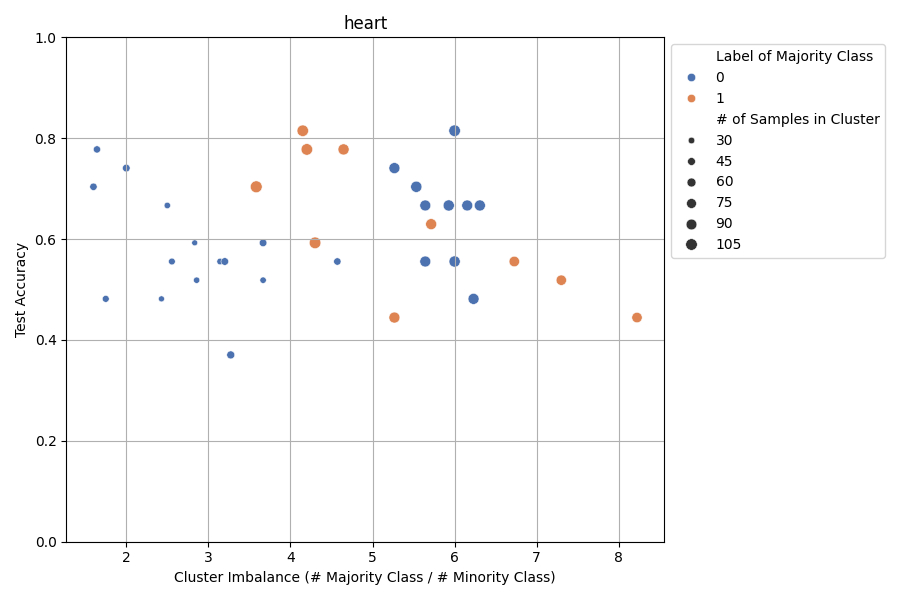 heart
1.0
0.8
0.6
0.4
0.2
0.0
Test Accuracy
2 3 4 5 6 7 8
Cluster Imbalance (# Majority Class / # Minority Class)
Label of Majority Class
0
1
# of Samples in Cluster
30
45
60
75
90
105